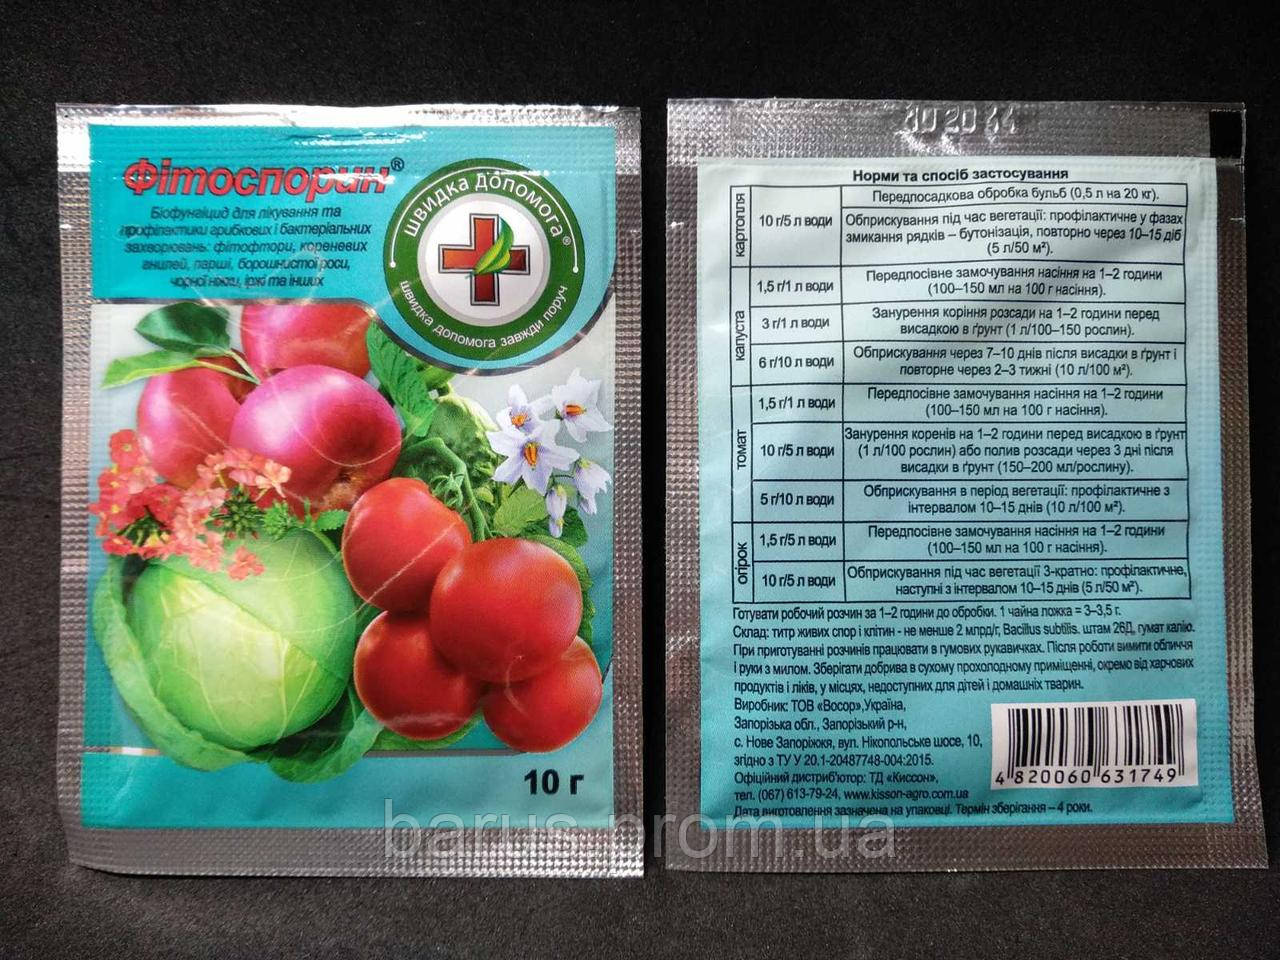 Фітоспорин®
Біофунгіцид для лікування та
профілактики грибкових і бактеріальних
захворювань: фітофтори, кореневих
гнилей, парші, борошнистої роси,
чорної ніжки, іржі та інших
ШВИДКА ДОПОМОГА®
швидка допомога завжди поруч
10 г
10 20 44
Норми та спосіб застосування
картопля
10 г/5 л води
Передпосадкова обробка бульб (0,5 л на 20 кг).
Обприскування під час вегетації: профілактичне у фазах
змикання рядків – бутонізація, повторно через 10–15 діб
(5 л/50 м²).
капуста
1,5 г/1 л води
Передпосівне замочування насіння на 1–2 години
(100–150 мл на 100 г насіння).
3 г/1 л води
Занурення коріння розсади на 1–2 години перед
висадкою в ґрунт (1 л/100–150 рослин).
6 г/10 л води
Обприскування через 7–10 днів після висадки в ґрунт і
повторне через 2–3 тижні (10 л/100 м²).
томат
1,5 г/1 л води
Передпосівне замочування насіння на 1–2 години
(100–150 мл на 100 г насіння).
10 г/5 л води
Занурення коренів на 1–2 години перед висадкою в ґрунт
(1 л/100 рослин) або полив розсади через 3 дні після
висадки в ґрунт (150–200 мл/рослину).
5 г/10 л води
Обприскування в період вегетації: профілактичне з
інтервалом 10–15 днів (10 л/100 м²).
огірок
1,5 г/5 л води
Передпосівне замочування насіння на 1–2 години
(100–150 мл на 100 г насіння).
10 г/5 л води
Обприскування під час вегетації 3-кратно: профілактичне,
наступні з інтервалом 10–15 днів (5 л/50 м²).
Готувати робочий розчин за 1–2 години до обробки. 1 чайна ложка = 3–3,5 г.
Склад: титр живих спор і клітин - не менше 2 млрд/г, Bacillus subtilis. штам 26Д, гумат калію.
При приготуванні розчинів працювати в гумових рукавичках. Після роботи вимити обличчя
і руки з милом. Зберігати добрива в сухому прохолодному приміщенні, окремо від харчових
продуктів і ліків, у місцях, недоступних для дітей і домашніх тварин.
Виробник: ТОВ «Восор»,Україна,
Запорізька обл., Запорізький р-н,
с. Нове Запоріжжя, вул. Нікопольське шосе, 10,
згідно з ТУ У 20.1-20487748-004:2015.
Офіційний дистриб'ютор: ТД «Киссон»,
тел. (067) 613-79-24, www.kisson-agro.com.ua
Дата виготовлення зазначена на упаковці. Термін зберігання – 4 роки.
4 820060 631749
barus.prom.ua